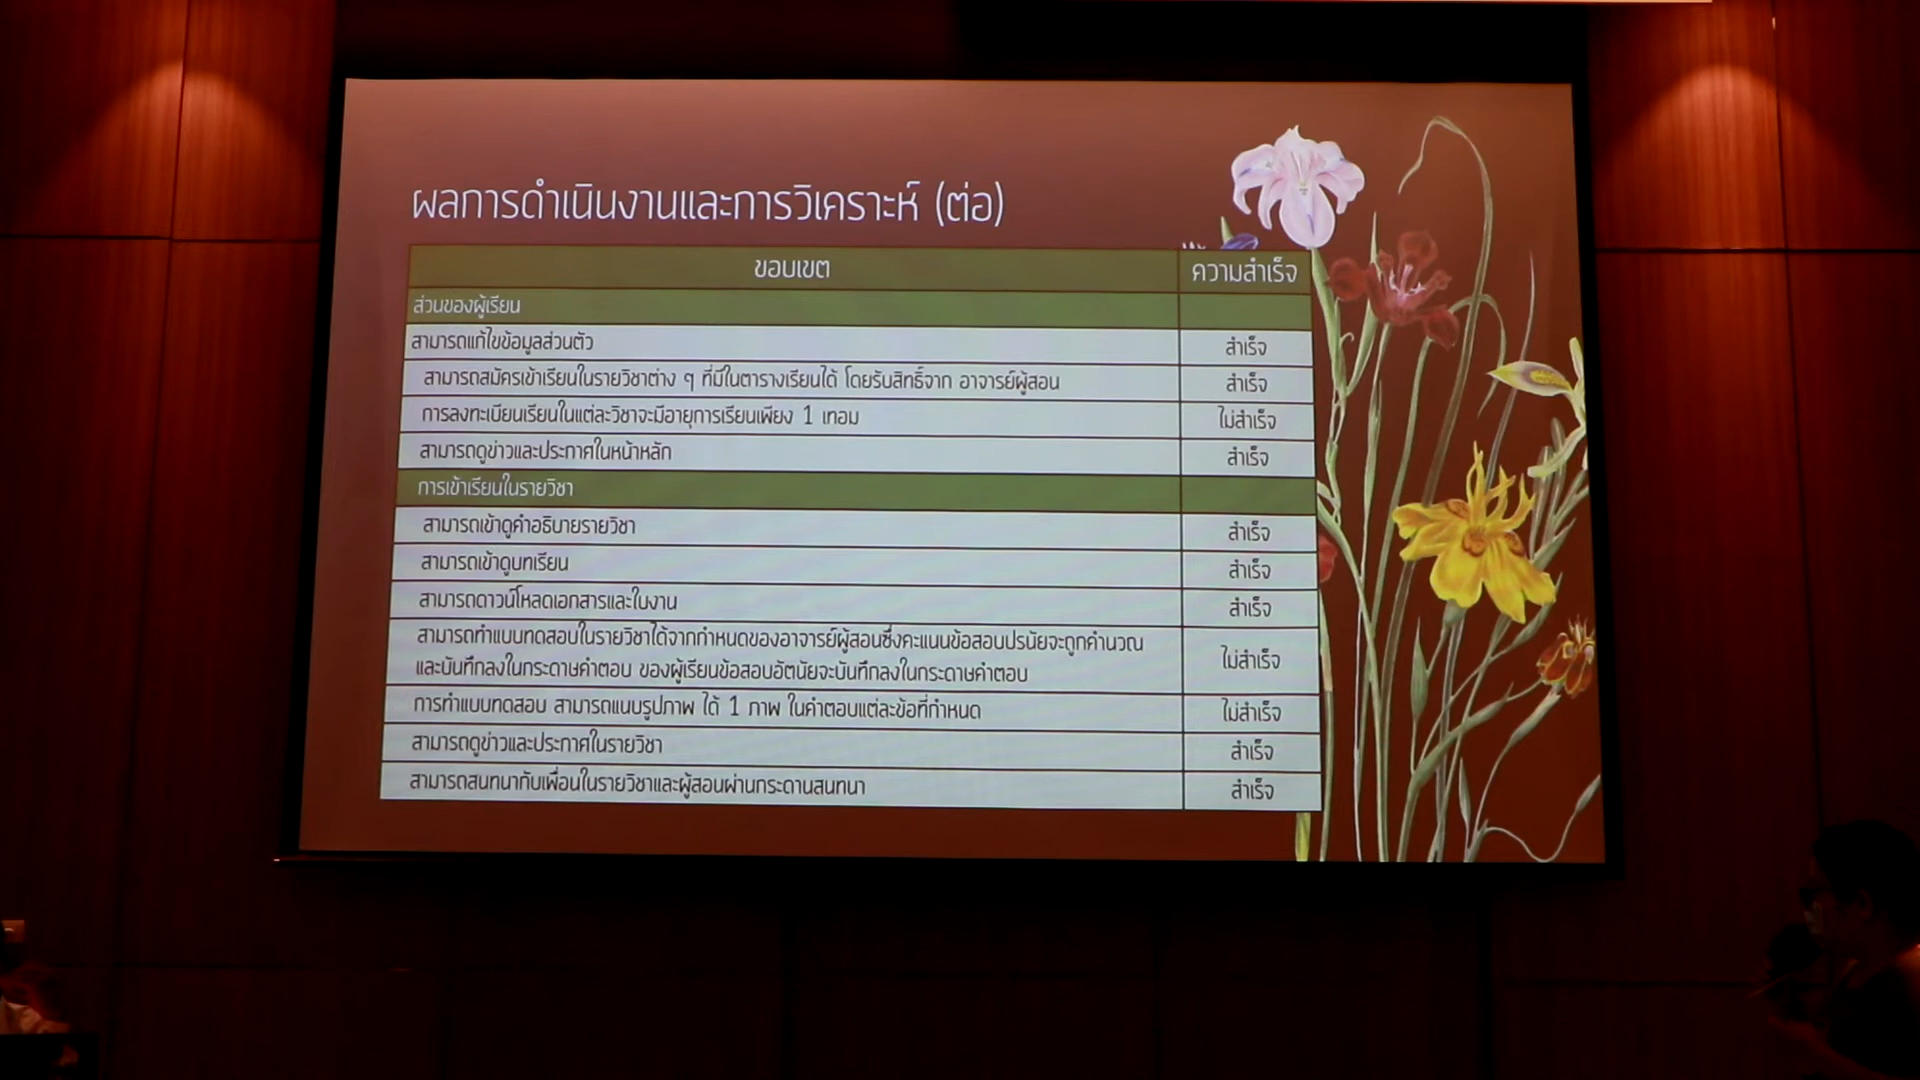 ผลการดำเนินงานและการวิเคราะห์ (ต่อ)
ขอบเขต ความสำเร็จ
ส่วนของผู้เรียน
สามารถแก้ไขข้อมูลส่วนตัว สำเร็จ
สามารถสมัครเข้าเรียนในรายวิชาต่าง ๆ ที่มีในตารางเรียนได้ โดยรับสิทธิ์จาก อาจารย์ผู้สอน สำเร็จ
การลงทะเบียนเรียนในแต่ละวิชาจะมีอายุการเรียนเพียง 1 เทอม ไม่สำเร็จ
สามารถดูข่าวและประกาศในหน้าหลัก สำเร็จ
การเข้าเรียนในรายวิชา
สามารถเข้าดูคำอธิบายรายวิชา สำเร็จ
สามารถเข้าดูบทเรียน สำเร็จ
สามารถดาวน์โหลดเอกสารและใบงาน สำเร็จ
สามารถทำแบบทดสอบในรายวิชาได้จากกำหนดของอาจารย์ผู้สอนซึ่งคะแนนข้อสอบปรนัยจะถูกคำนวณ
และบันทึกลงในกระดาษคำตอบ ของผู้เรียนข้อสอบอัตนัยจะบันทึกลงในกระดาษคำตอบ ไม่สำเร็จ
การทำแบบทดสอบ สามารถแนบรูปภาพ ได้ 1 ภาพ ในคำตอบแต่ละข้อที่กำหนด ไม่สำเร็จ
สามารถดูข่าวและประกาศในรายวิชา สำเร็จ
สามารถสนทนากับเพื่อนในรายวิชาและผู้สอนผ่านกระดานสนทนา สำเร็จ